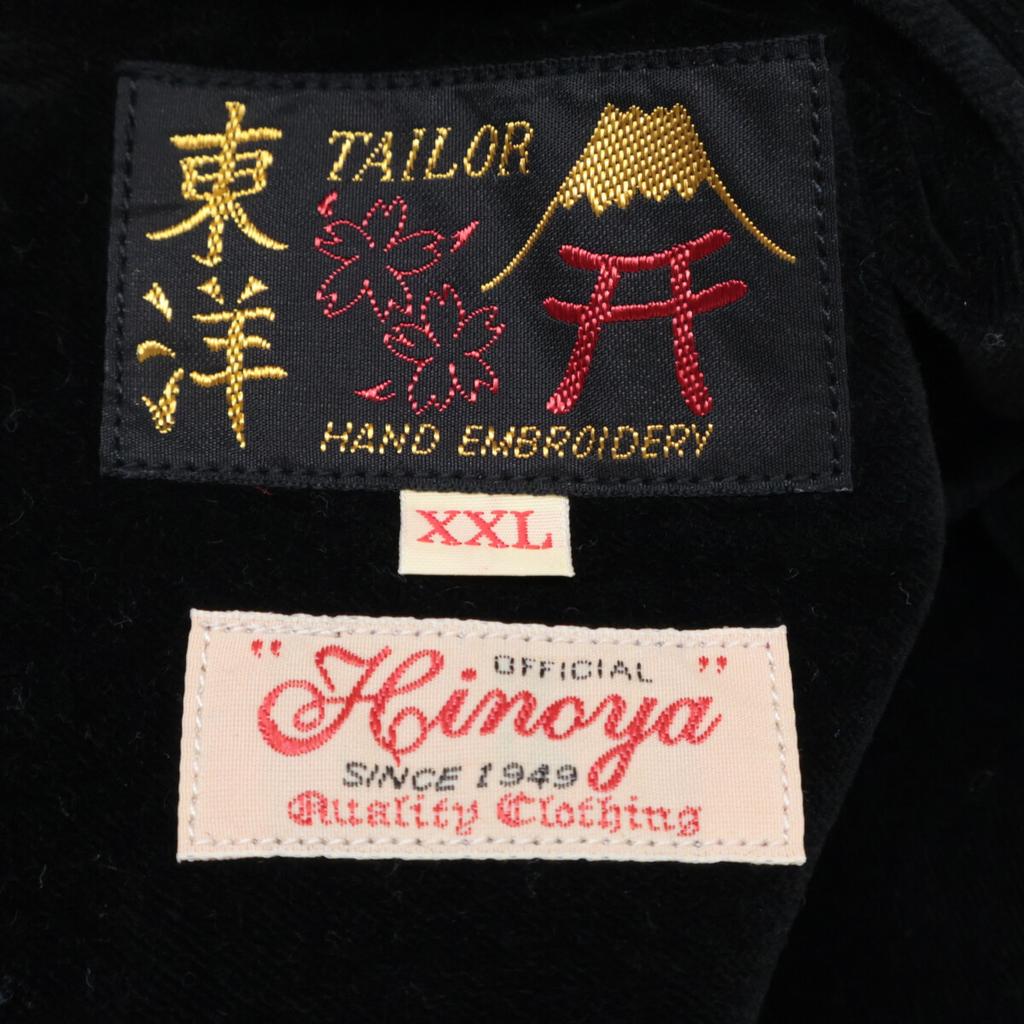 東洋
TAILOR
HAND EMBROIDERY
XXL
OFFICIAL
"Hinoya"
SINCE 1949
Quality Clothing